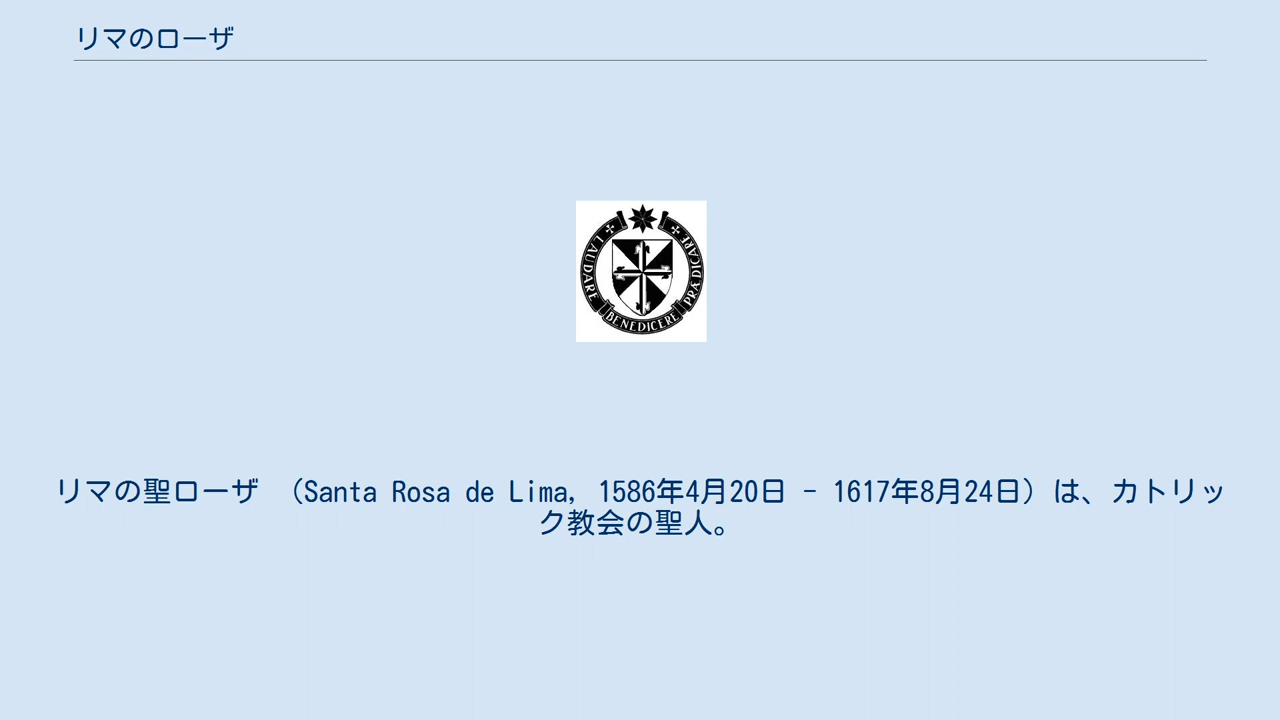 リマのローザ
LAUDARE
BENEDICERE
PRÆDICARE
リマの聖ローザ （Santa Rosa de Lima, 1586年4月20日 - 1617年8月24日）は、カトリッ
ク教会の聖人。